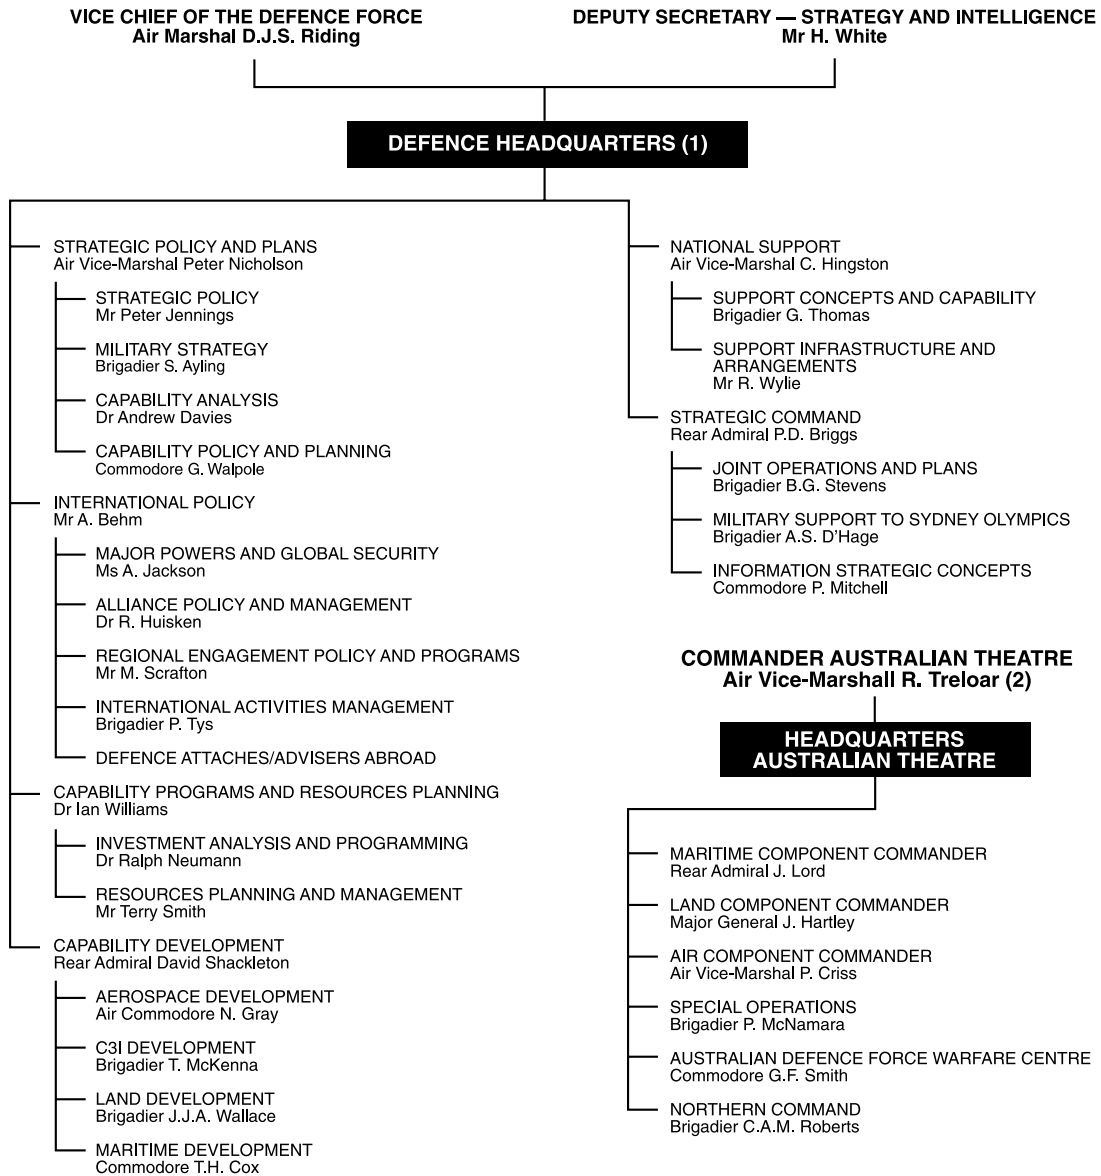 VICE CHIEF OF THE DEFENCE FORCE
Air Marshal D.J.S. Riding
DEPUTY SECRETARY — STRATEGY AND INTELLIGENCE
Mr H. White
DEFENCE HEADQUARTERS (1)
STRATEGIC POLICY AND PLANS
Air Vice-Marshal Peter Nicholson
STRATEGIC POLICY
Mr Peter Jennings
MILITARY STRATEGY
Brigadier S. Ayling
CAPABILITY ANALYSIS
Dr Andrew Davies
CAPABILITY POLICY AND PLANNING
Commodore G. Walpole
INTERNATIONAL POLICY
Mr A. Behm
MAJOR POWERS AND GLOBAL SECURITY
Ms A. Jackson
ALLIANCE POLICY AND MANAGEMENT
Dr R. Huisken
REGIONAL ENGAGEMENT POLICY AND PROGRAMS
Mr M. Scrafton
INTERNATIONAL ACTIVITIES MANAGEMENT
Brigadier P. Tys
DEFENCE ATTACHES/ADVISERS ABROAD
CAPABILITY PROGRAMS AND RESOURCES PLANNING
Dr Ian Williams
INVESTMENT ANALYSIS AND PROGRAMMING
Dr Ralph Neumann
RESOURCES PLANNING AND MANAGEMENT
Mr Terry Smith
CAPABILITY DEVELOPMENT
Rear Admiral David Shackleton
AEROSPACE DEVELOPMENT
Air Commodore N. Gray
C3I DEVELOPMENT
Brigadier T. McKenna
LAND DEVELOPMENT
Brigadier J.J.A. Wallace
MARITIME DEVELOPMENT
Commodore T.H. Cox
NATIONAL SUPPORT
Air Vice-Marshal C. Hingston
SUPPORT CONCEPTS AND CAPABILITY
Brigadier G. Thomas
SUPPORT INFRASTRUCTURE AND
ARRANGEMENTS
Mr R. Wylie
STRATEGIC COMMAND
Rear Admiral P.D. Briggs
JOINT OPERATIONS AND PLANS
Brigadier B.G. Stevens
MILITARY SUPPORT TO SYDNEY OLYMPICS
Brigadier A.S. D'Hage
INFORMATION STRATEGIC CONCEPTS
Commodore P. Mitchell
COMMANDER AUSTRALIAN THEATRE
Air Vice-Marshall R. Treloar (2)
HEADQUARTERS
AUSTRALIAN THEATRE
MARITIME COMPONENT COMMANDER
Rear Admiral J. Lord
LAND COMPONENT COMMANDER
Major General J. Hartley
AIR COMPONENT COMMANDER
Air Vice-Marshal P. Criss
SPECIAL OPERATIONS
Brigadier P. McNamara
AUSTRALIAN DEFENCE FORCE WARFARE CENTRE
Commodore G.F. Smith
NORTHERN COMMAND
Brigadier C.A.M. Roberts